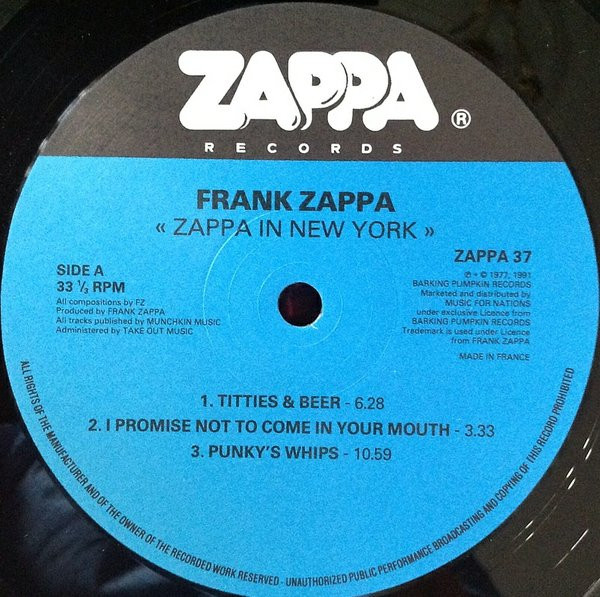 ZAPPA ®
RECORDS
FRANK ZAPPA
« ZAPPA IN NEW YORK »
SIDE A
33 ⅓ RPM
All compositions by FZ
Produced by FRANK ZAPPA
All tracks published by MUNCHKIN MUSIC
Administered by TAKE OUT MUSIC
ZAPPA 37
℗ • © 1977, 1991
BARKING PUMPKIN RECORDS
Marketed and distributed by
MUSIC FOR NATIONS
under exclusive Licence from
BARKING PUMPKIN RECORDS
Trademark is used under Licence
from FRANK ZAPPA
MADE IN FRANCE
1. TITTIES & BEER - 6.28
2. I PROMISE NOT TO COME IN YOUR MOUTH - 3.33
3. PUNKY'S WHIPS - 10.59
ALL RIGHTS OF THE MANUFACTURER AND OF THE OWNER OF THE RECORDED WORK RESERVED - UNAUTHORIZED PUBLIC PERFORMANCE BROADCASTING AND COPYING OF THIS RECORD PROHIBITED